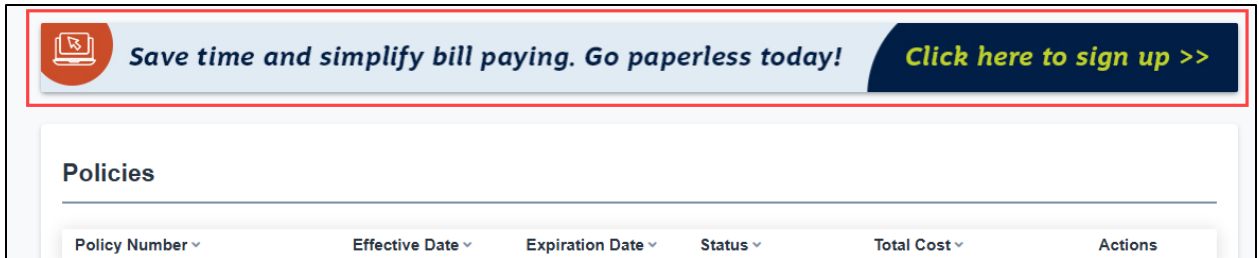 Save time and simplify bill paying. Go paperless today! Click here to sign up >>
Policies
Policy Number Effective Date Expiration Date Status Total Cost Actions